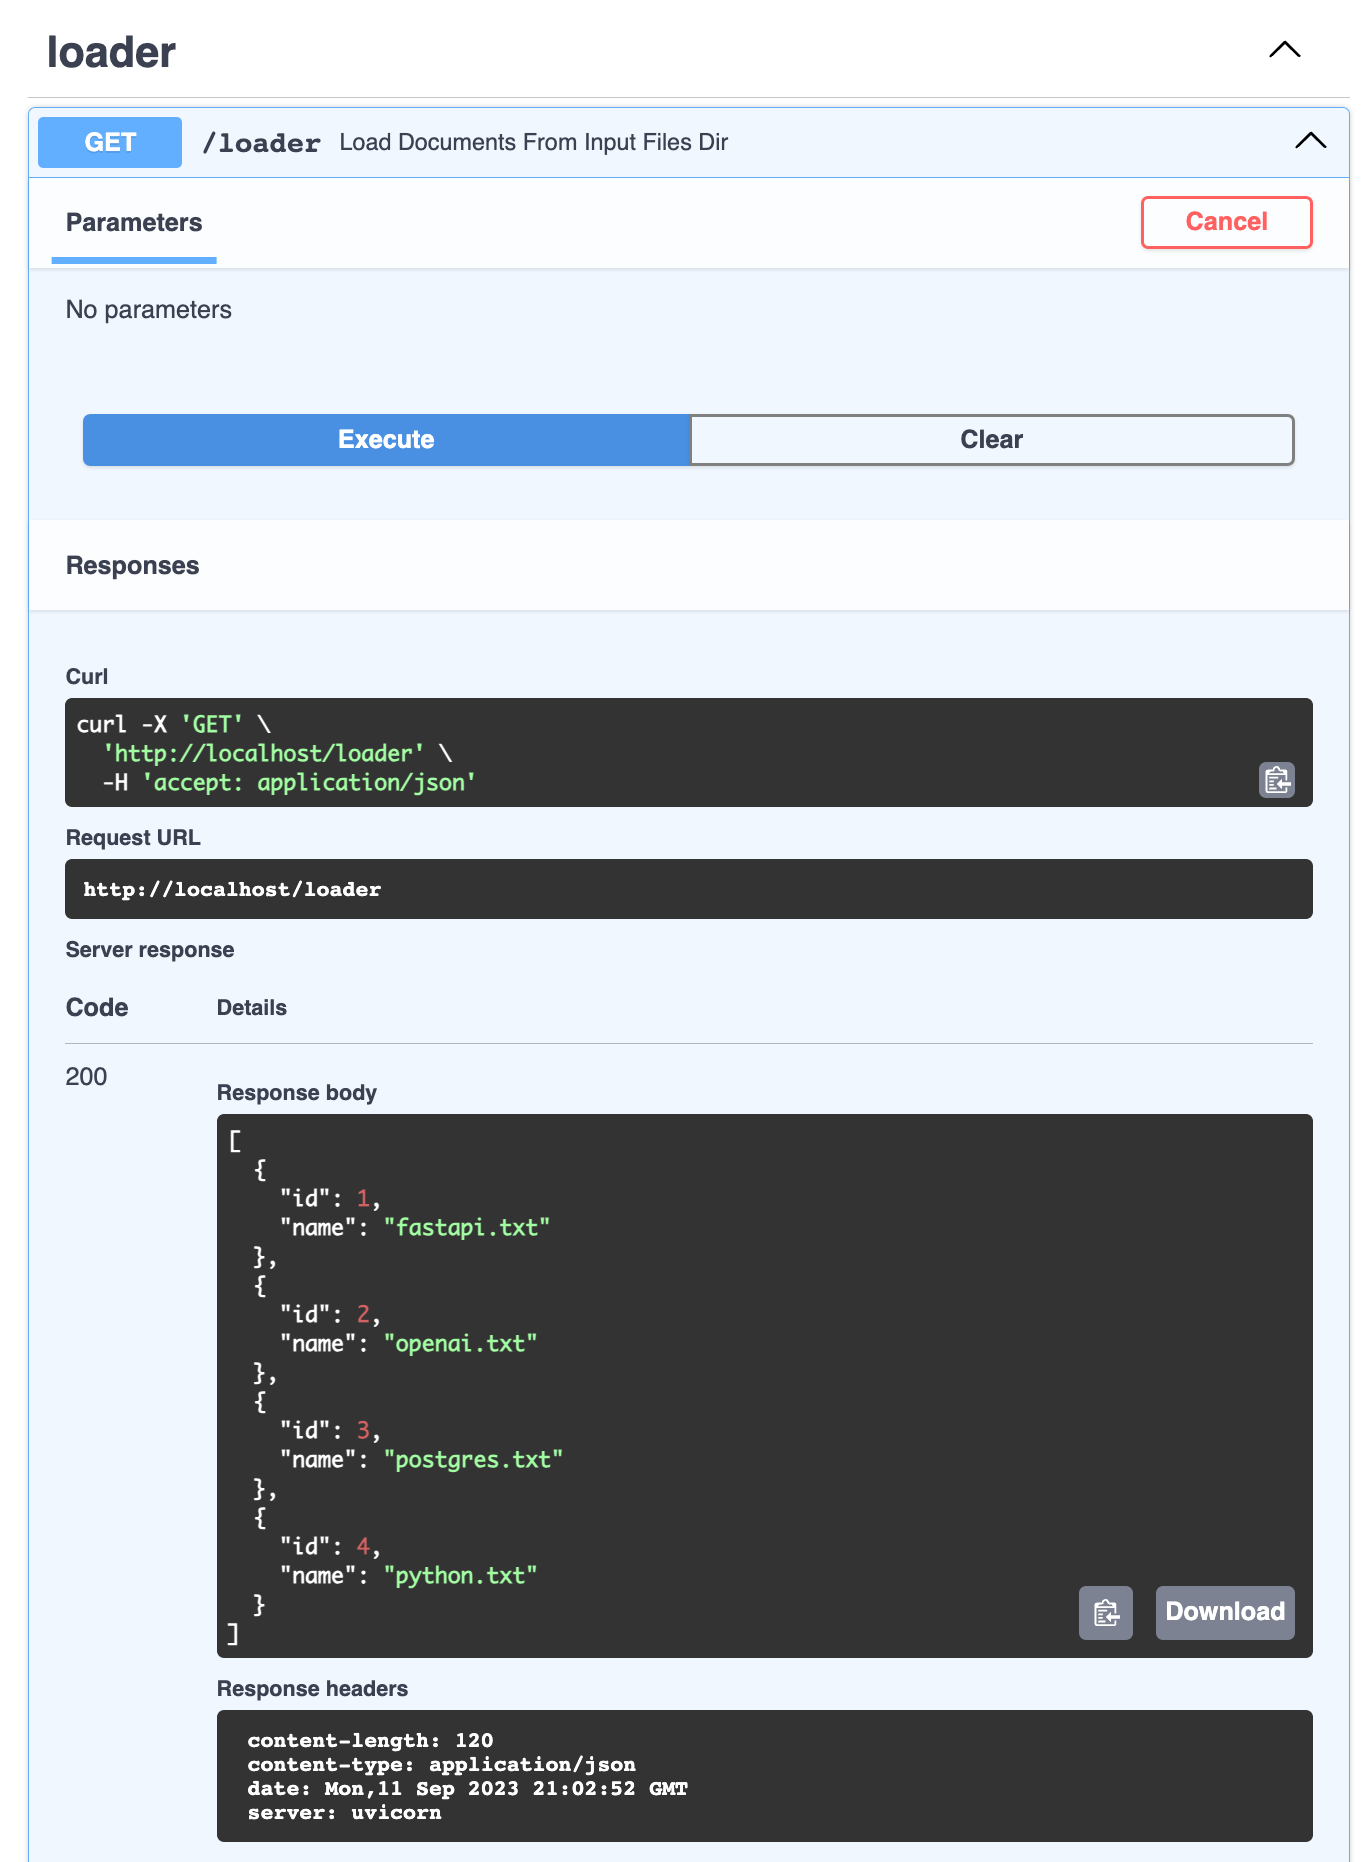 loader
GET /loader Load Documents From Input Files Dir
Parameters
Cancel
No parameters
Execute
Clear
Responses
Curl
curl -X 'GET' \
  'http://localhost/loader' \
  -H 'accept: application/json'
Request URL
http://localhost/loader
Server response
Code Details
200
Response body
[
  {
    "id": 1,
    "name": "fastapi.txt"
  },
  {
    "id": 2,
    "name": "openai.txt"
  },
  {
    "id": 3,
    "name": "postgres.txt"
  },
  {
    "id": 4,
    "name": "python.txt"
  }
]
Download
Response headers
content-length: 120
content-type: application/json
date: Mon,11 Sep 2023 21:02:52 GMT
server: uvicorn